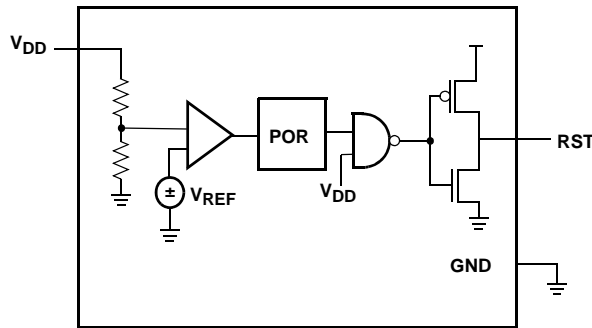 VDD
POR
RST
VDD
VREF
GND
±